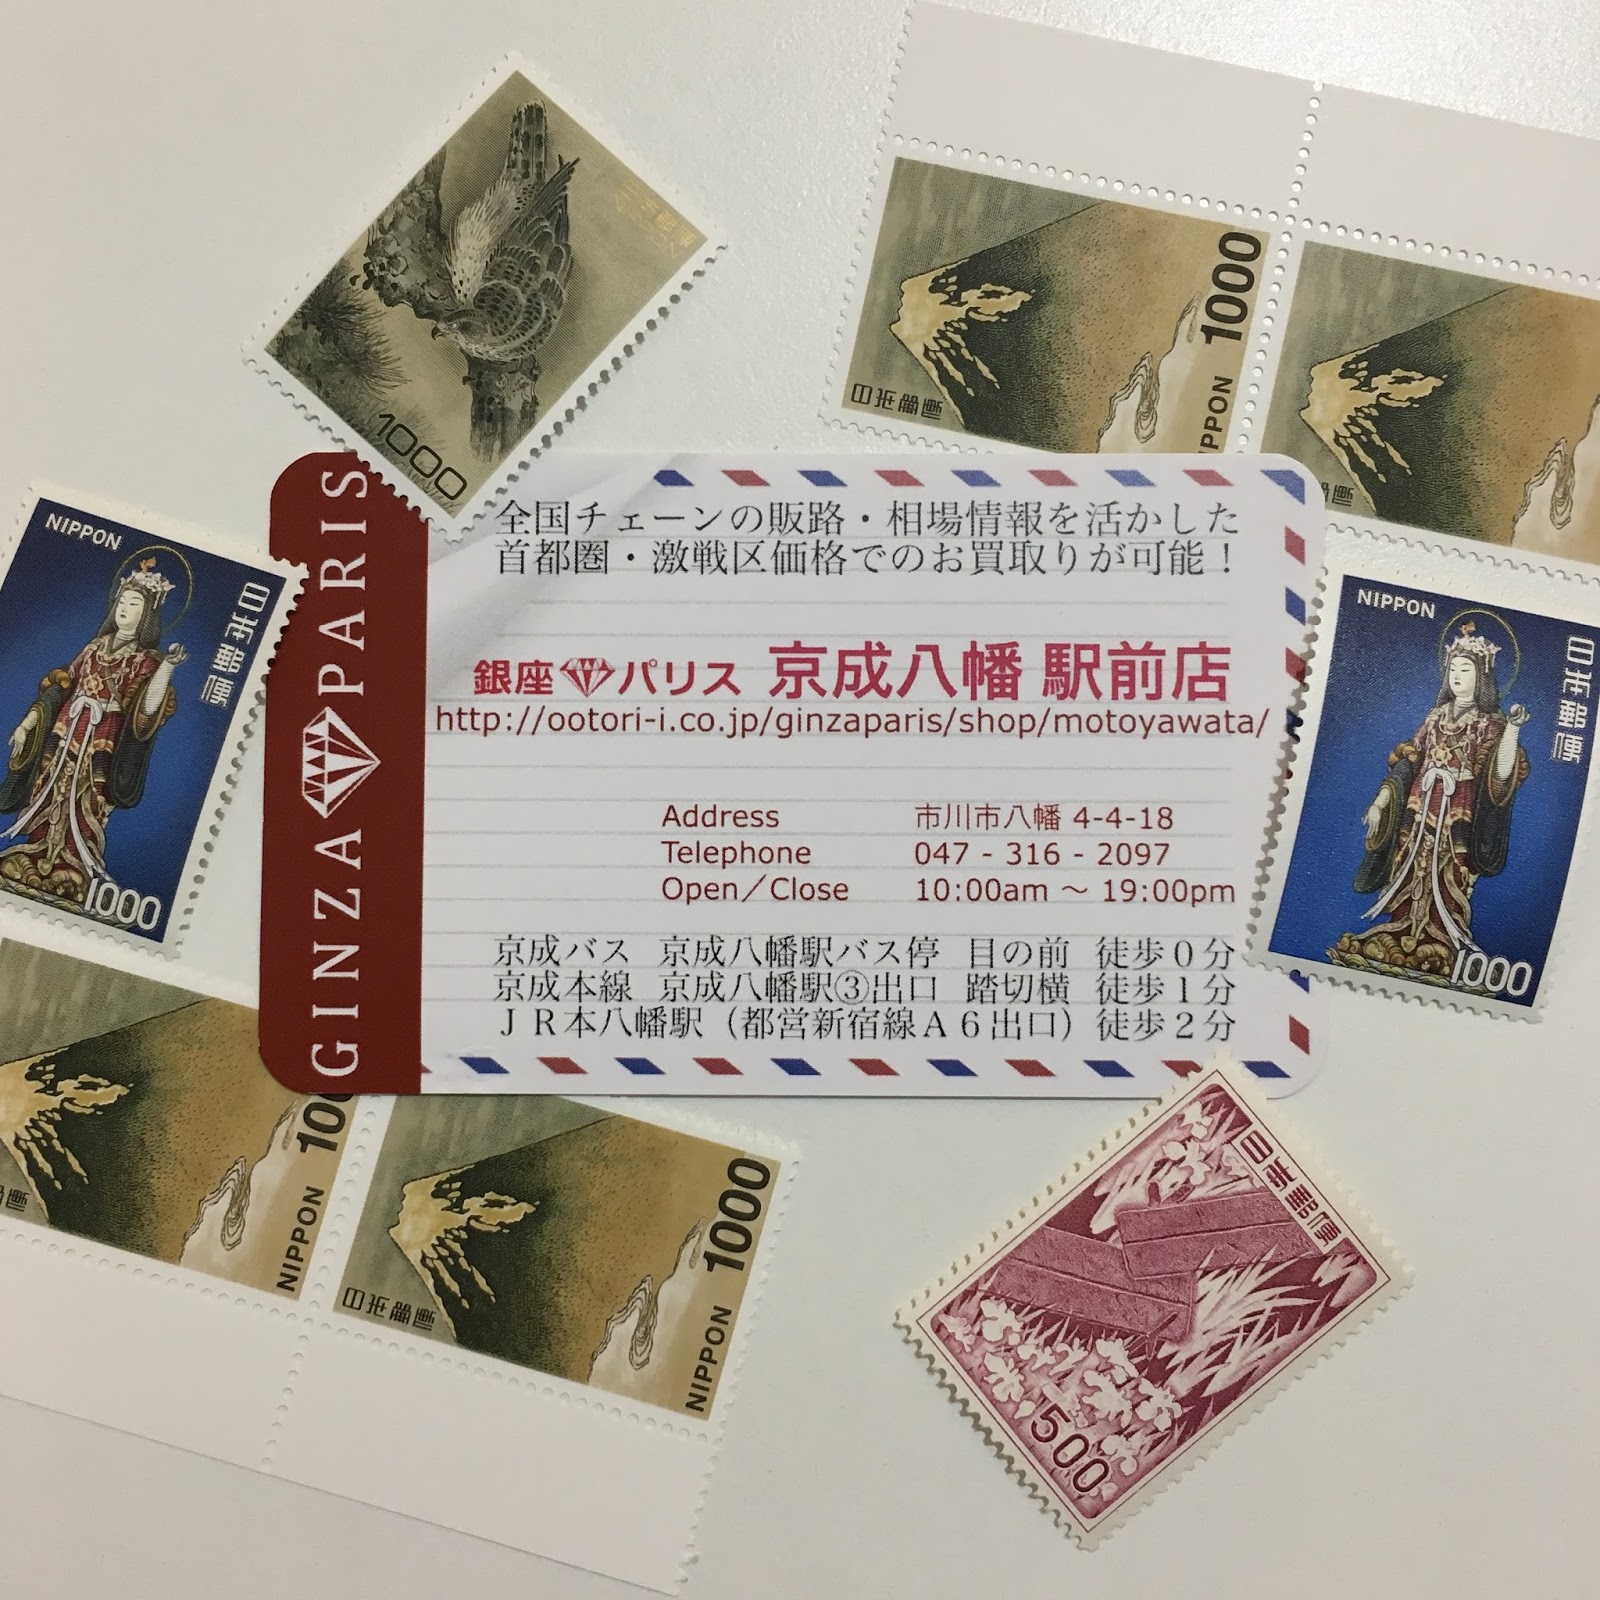 1000
1000
NIPPON
日本郵便
日本郵便
NIPPON
日本郵便
1000
NIPPON
日本郵便
1000
GINZA PARIS
全国チェーンの販路・相場情報を活かした
首都圏・激戦区価格でのお買取りが可能！
銀座パリス 京成八幡 駅前店
http://ootori-i.co.jp/ginzaparis/shop/motoyawata/
Address 市川市八幡 4-4-18
Telephone 047 - 316 - 2097
Open／Close 10:00am ～ 19:00pm
京成バス 京成八幡駅バス停 目の前 徒歩０分
京成本線 京成八幡駅③出口 踏切横 徒歩１分
ＪＲ本八幡駅（都営新宿線Ａ６出口）徒歩２分
NIPPON
日本郵便
NIPPON
1000
日本郵便
500